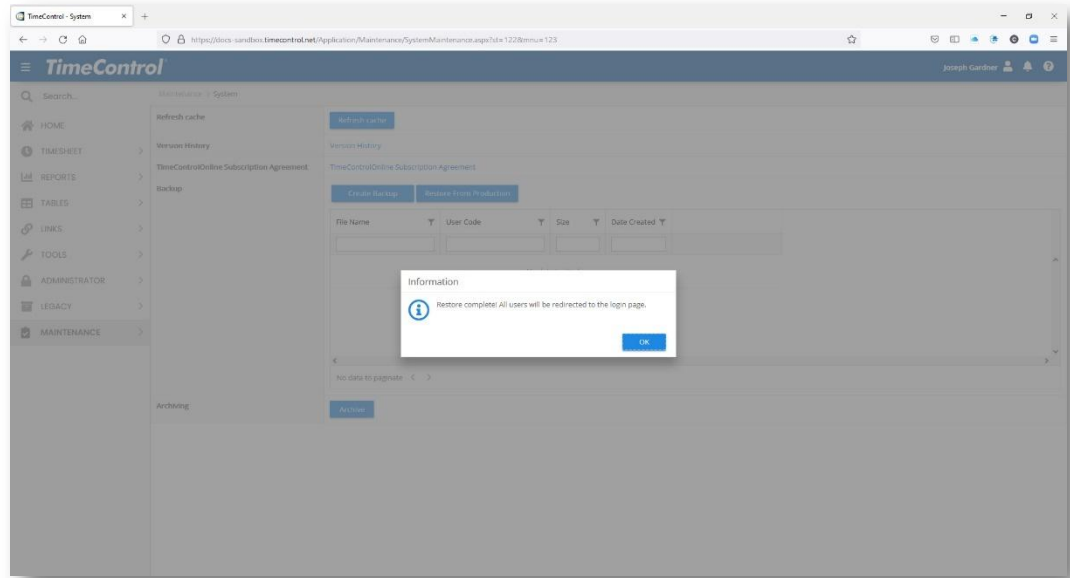 TimeControl - System
https://docs-sandbox.timecontrol.net/Application/Maintenance/SystemMaintenance.aspx?id=122&mnu=123
TimeControl
Joseph Gardner
Search...
Maintenance > System
HOME
TIMESHEET
REPORTS
TABLES
LINKS
TOOLS
ADMINISTRATOR
LEGACY
MAINTENANCE
Refresh cache
Refresh cache
Version History
Version History
TimeControlOnline Subscription Agreement
TimeControlOnline Subscription Agreement
Backup
Create Backup
Restore From Production
File Name
User Code
Size
Date Created
Information
Restore complete! All users will be redirected to the login page.
OK
No data to paginate
Archiving
Archive